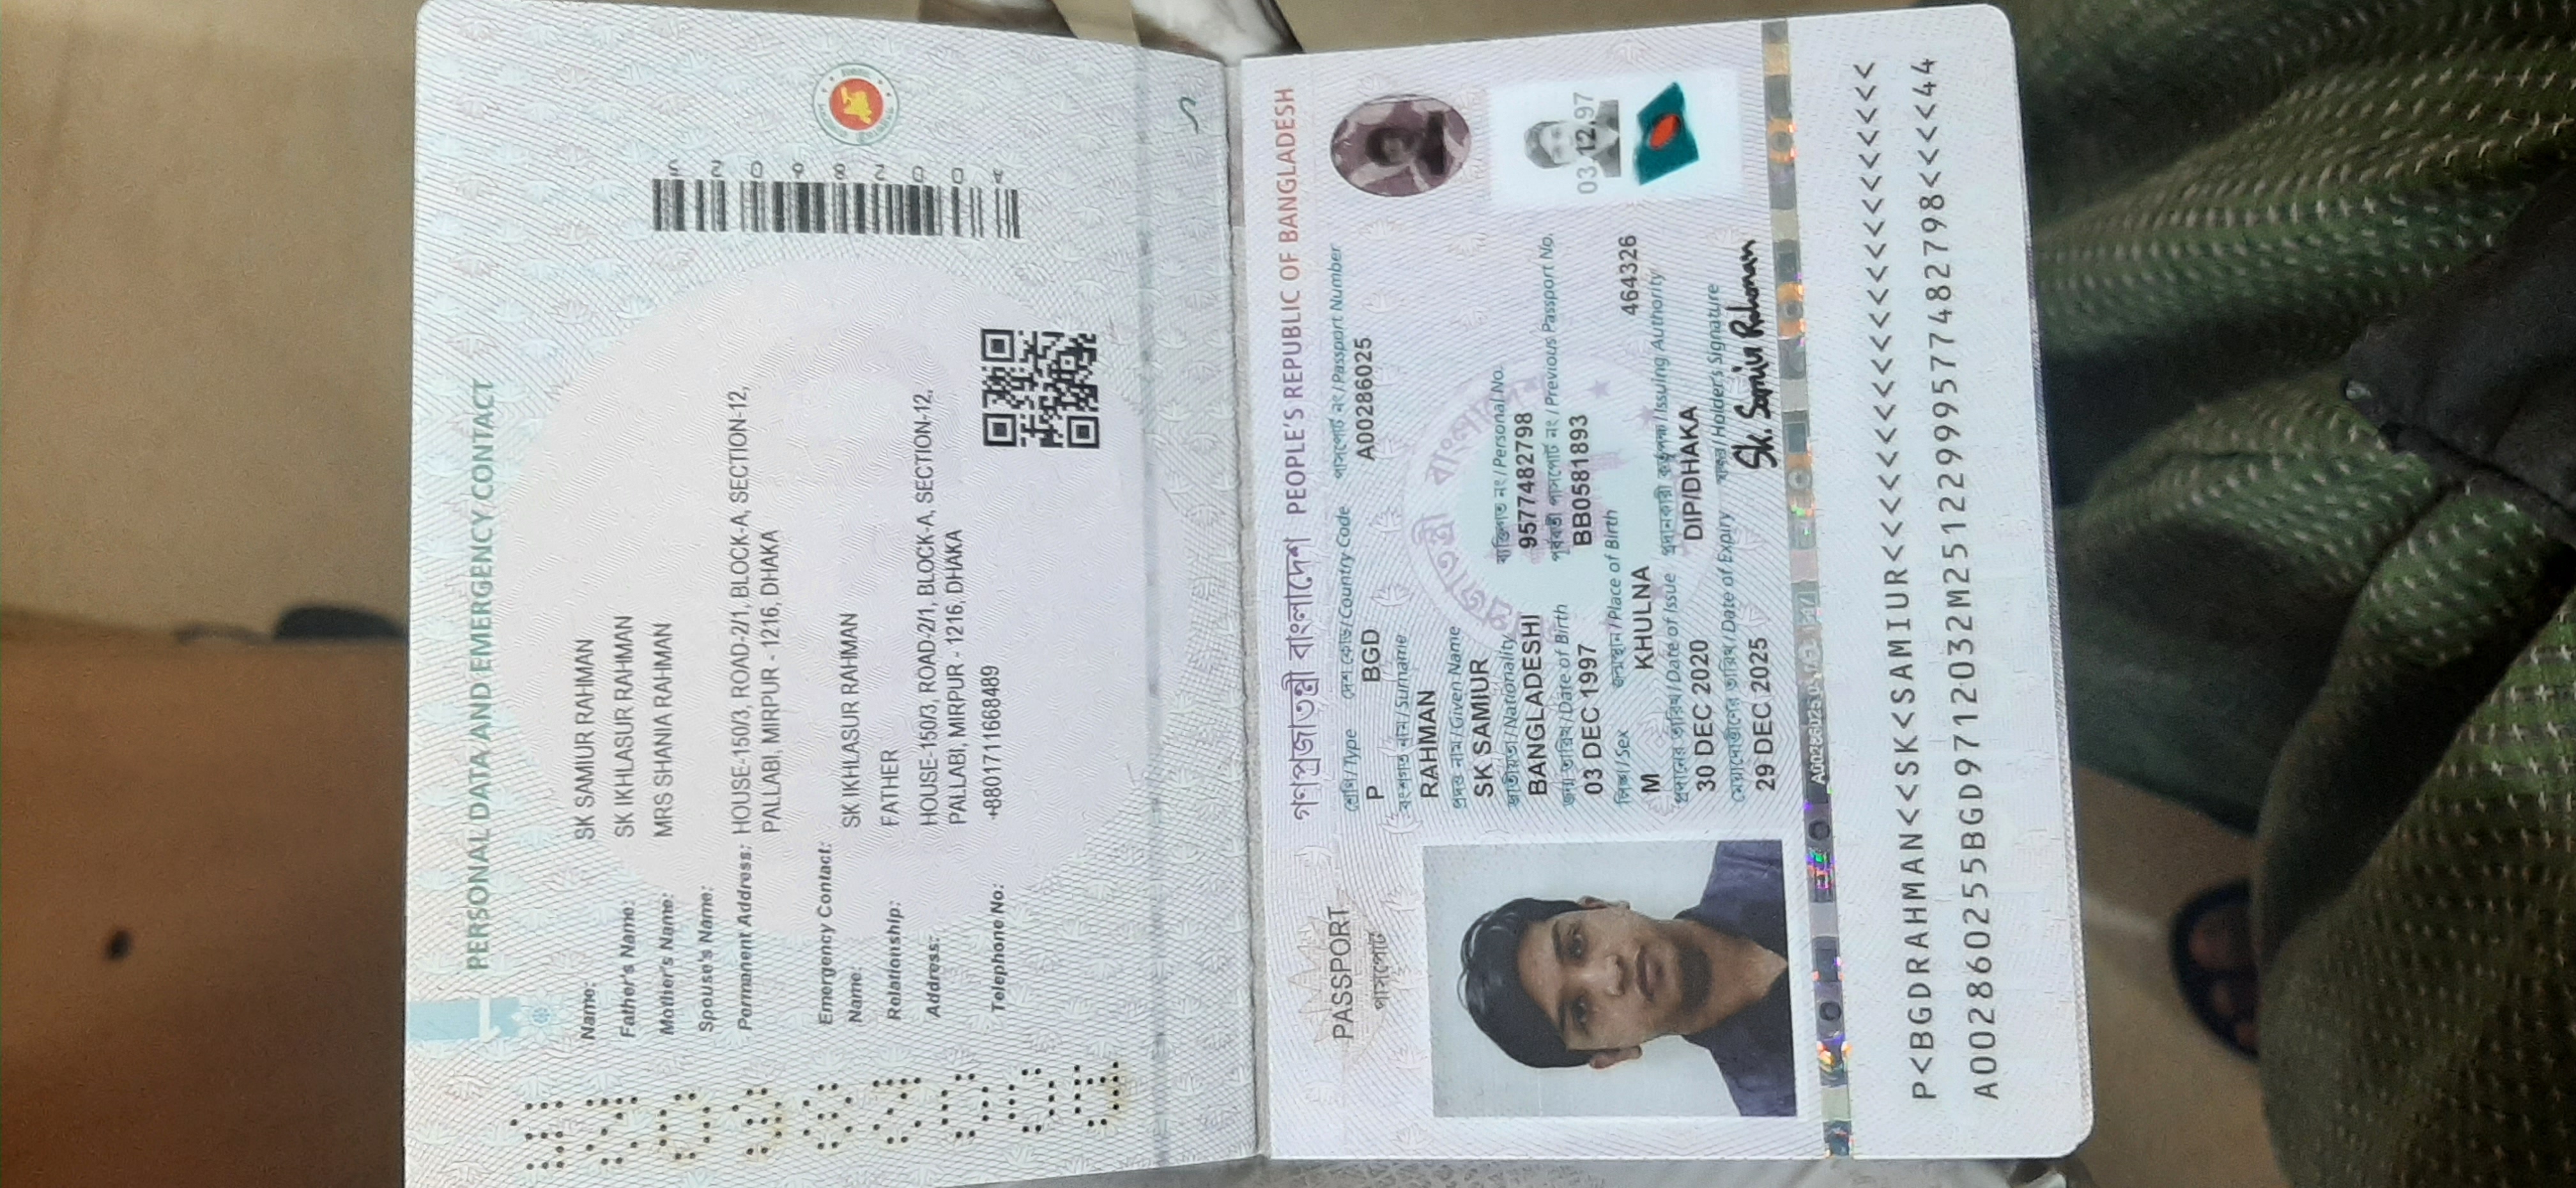 PERSONAL DATA AND EMERGENCY CONTACT
Name: SK SAMIUR RAHMAN
Father's Name: SK IKHLASUR RAHMAN
Mother's Name: MRS SHANIA RAHMAN
Spouse's Name:
Permanent Address: HOUSE-150/3, ROAD-2/1, BLOCK-A, SECTION-12,
PALLABI, MIRPUR - 1216, DHAKA
Emergency Contact:
Name: SK IKHLASUR RAHMAN
Relationship: FATHER
Address: HOUSE-150/3, ROAD-2/1, BLOCK-A, SECTION-12,
PALLABI, MIRPUR - 1216, DHAKA
Telephone No: +8801711668489
A00286025
গণপ্রজাতন্ত্রী বাংলাদেশ PEOPLE'S REPUBLIC OF BANGLADESH
PASSPORT
পাসপোর্ট
শ্রেণি/Type দেশ কোড/Country Code পাসপোর্ট নং/Passport Number
P BGD A00286025
বংশগত নাম/Surname
RAHMAN
প্রদত্ত নাম/Given Name
SK SAMIUR
জাতীয়তা/Nationality ব্যক্তিগত নং/Personal No.
BANGLADESHI 9577482798
জন্ম তারিখ/Date of Birth পূর্ববর্তী পাসপোর্ট নং/Previous Passport No.
03 DEC 1997 BB0581893
03.12.97
লিঙ্গ/Sex জন্মস্থান/Place of Birth
M KHULNA 464326
প্রদানের তারিখ/Date of Issue প্রদানকারী কর্তৃপক্ষ/Issuing Authority
30 DEC 2020 DIP/DHAKA
মেয়াদোত্তীর্ণের তারিখ/Date of Expiry স্বাক্ষর/Holder's Signature
29 DEC 2025 Sk. Samiur Rahman
A00286025
P<BGDRAHMAN<<SK<SAMIUR<<<<<<<<<<<<<<<<<<<<<<
A002860255BGD9712032M25122999577482798<<<<44